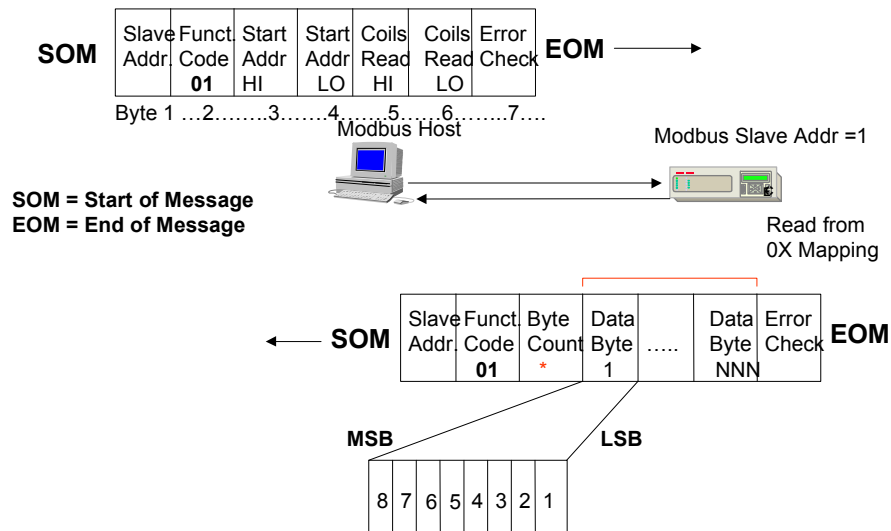 SOM
Slave Funct. Start Start Coils Coils Error
Addr. Code Addr Addr Read Read Check
01 HI LO HI LO
EOM
Byte 1 …2……..3…….4…….5…….6……..7….
Modbus Host
Modbus Slave Addr =1
SOM = Start of Message
EOM = End of Message
Read from
0X Mapping
SOM
Slave Funct. Byte Data Data Error
Addr. Code Count Byte ….. Byte Check
01 * 1 NNN
EOM
MSB LSB
8 7 6 5 4 3 2 1